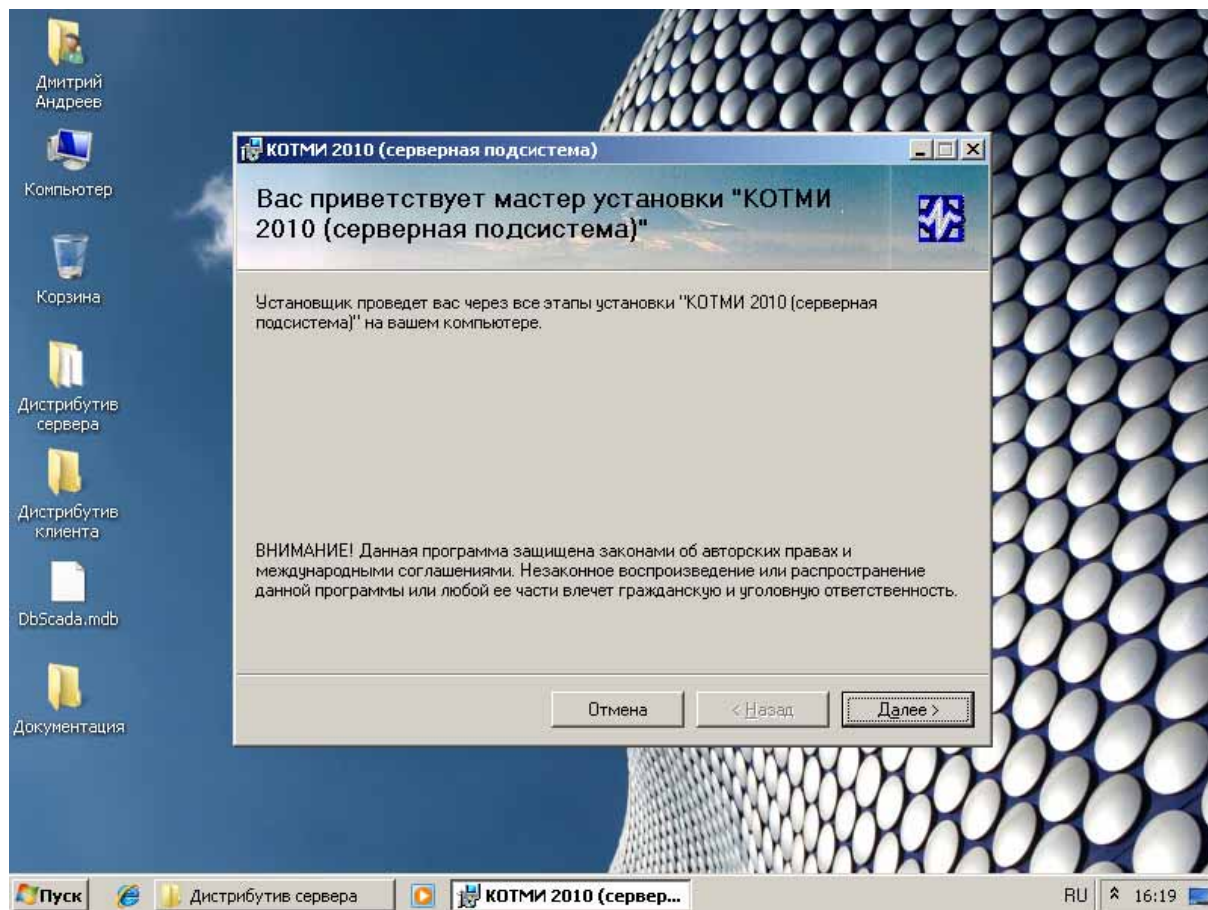 Дмитрий
Андреев
Компьютер
Корзина
Дистрибутив
сервера
Дистрибутив
клиента
DbScada.mdb
Документация
КОТМИ 2010 (серверная подсистема)
Вас приветствует мастер установки "КОТМИ
2010 (серверная подсистема)"
Установщик проведет вас через все этапы установки "КОТМИ 2010 (серверная
подсистема)" на вашем компьютере.
ВНИМАНИЕ! Данная программа защищена законами об авторских правах и
международными соглашениями. Незаконное воспроизведение или распространение
данной программы или любой ее части влечет гражданскую и уголовную ответственность.
Отмена
< Назад
Далее >
Пуск
Дистрибутив сервера
КОТМИ 2010 (сервер...
RU
16:19